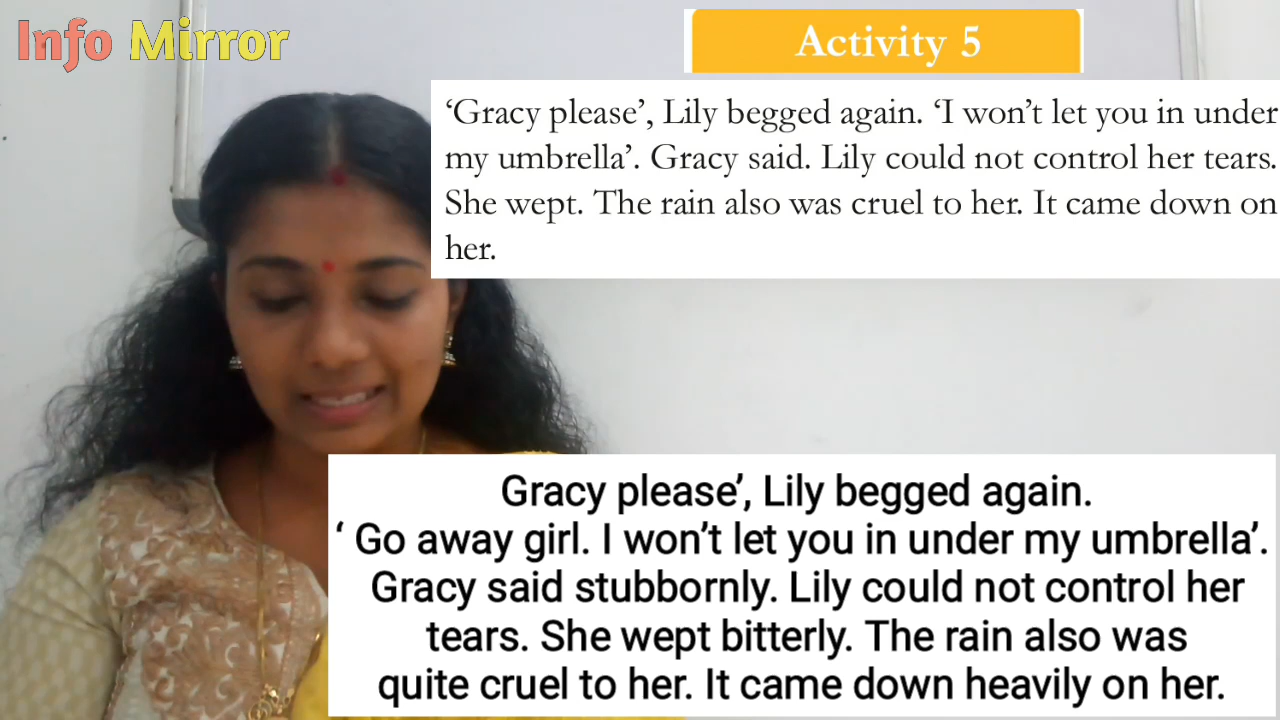 Info Mirror
Activity 5
‘Gracy please’, Lily begged again. ‘I won’t let you in under
my umbrella’. Gracy said. Lily could not control her tears.
She wept. The rain also was cruel to her. It came down on
her.
Gracy please’, Lily begged again.
‘ Go away girl. I won’t let you in under my umbrella’.
Gracy said stubbornly. Lily could not control her
tears. She wept bitterly. The rain also was
quite cruel to her. It came down heavily on her.